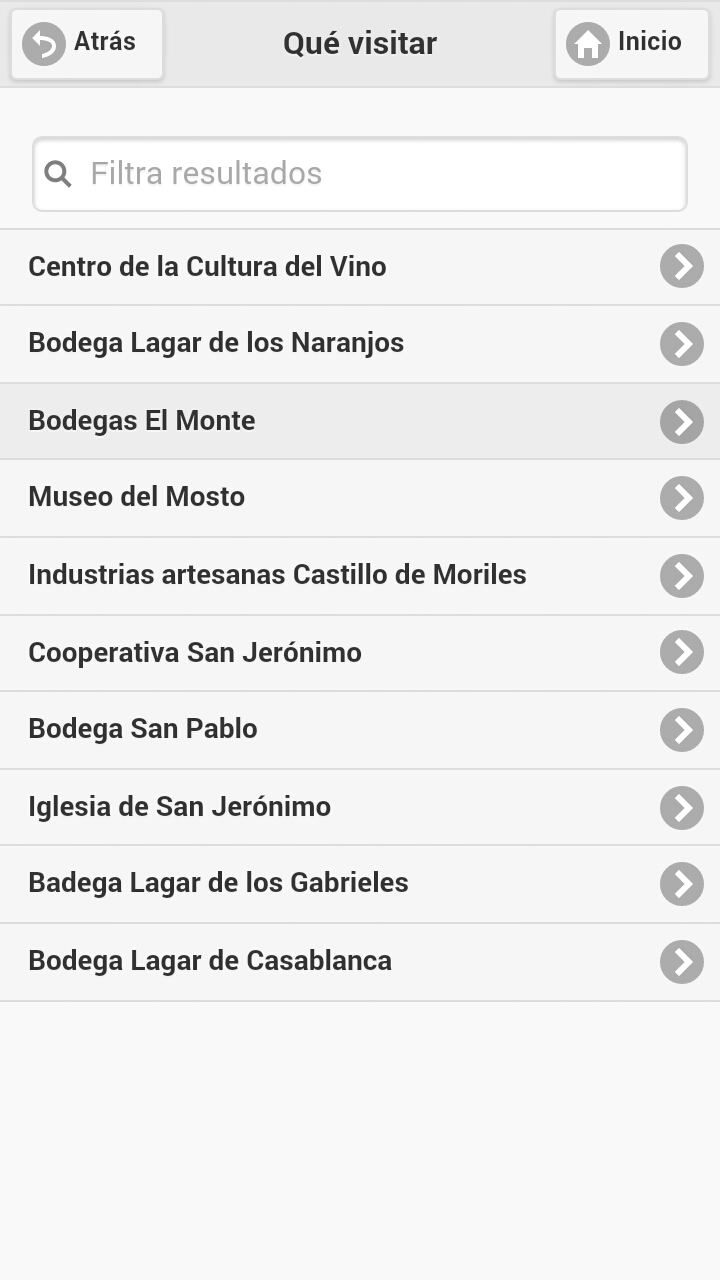 Atrás
Qué visitar
Inicio
Filtra resultados
Centro de la Cultura del Vino
Bodega Lagar de los Naranjos
Bodegas El Monte
Museo del Mosto
Industrias artesanas Castillo de Moriles
Cooperativa San Jerónimo
Bodega San Pablo
Iglesia de San Jerónimo
Badega Lagar de los Gabrieles
Bodega Lagar de Casablanca